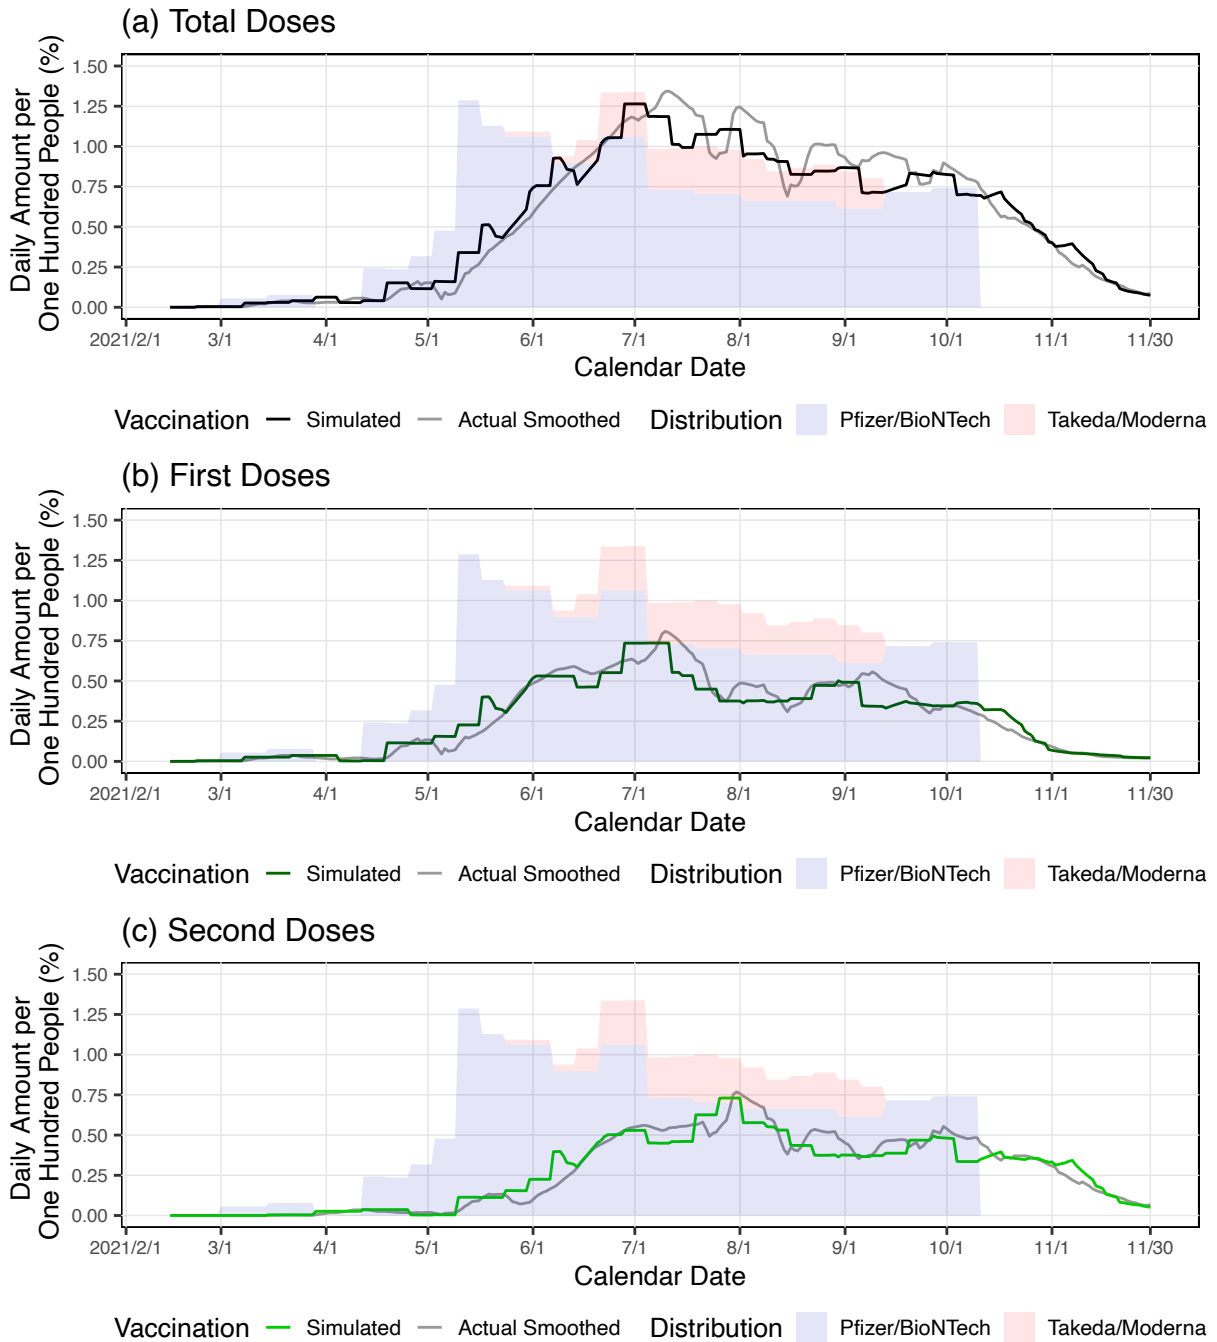 (a) Total Doses
Daily Amount per
One Hundred People (%)
1.50
1.25
1.00
0.75
0.50
0.25
0.00
2021/2/1 3/1 4/1 5/1 6/1 7/1 8/1 9/1 10/1 11/1 11/30
Calendar Date
Vaccination Simulated Actual Smoothed Distribution Pfizer/BioNTech Takeda/Moderna
(b) First Doses
Daily Amount per
One Hundred People (%)
1.50
1.25
1.00
0.75
0.50
0.25
0.00
2021/2/1 3/1 4/1 5/1 6/1 7/1 8/1 9/1 10/1 11/1 11/30
Calendar Date
Vaccination Simulated Actual Smoothed Distribution Pfizer/BioNTech Takeda/Moderna
(c) Second Doses
Daily Amount per
One Hundred People (%)
1.50
1.25
1.00
0.75
0.50
0.25
0.00
2021/2/1 3/1 4/1 5/1 6/1 7/1 8/1 9/1 10/1 11/1 11/30
Calendar Date
Vaccination Simulated Actual Smoothed Distribution Pfizer/BioNTech Takeda/Moderna